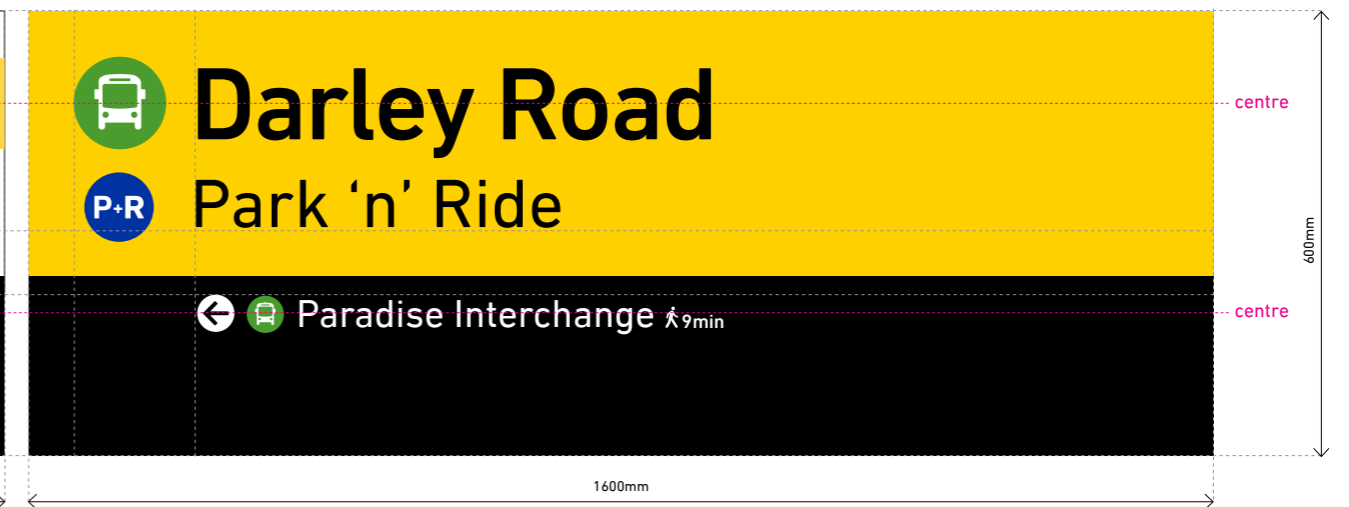 Darley Road
centre
P+R Park ‘n’ Ride
600mm
Paradise Interchange 9min
centre
1600mm